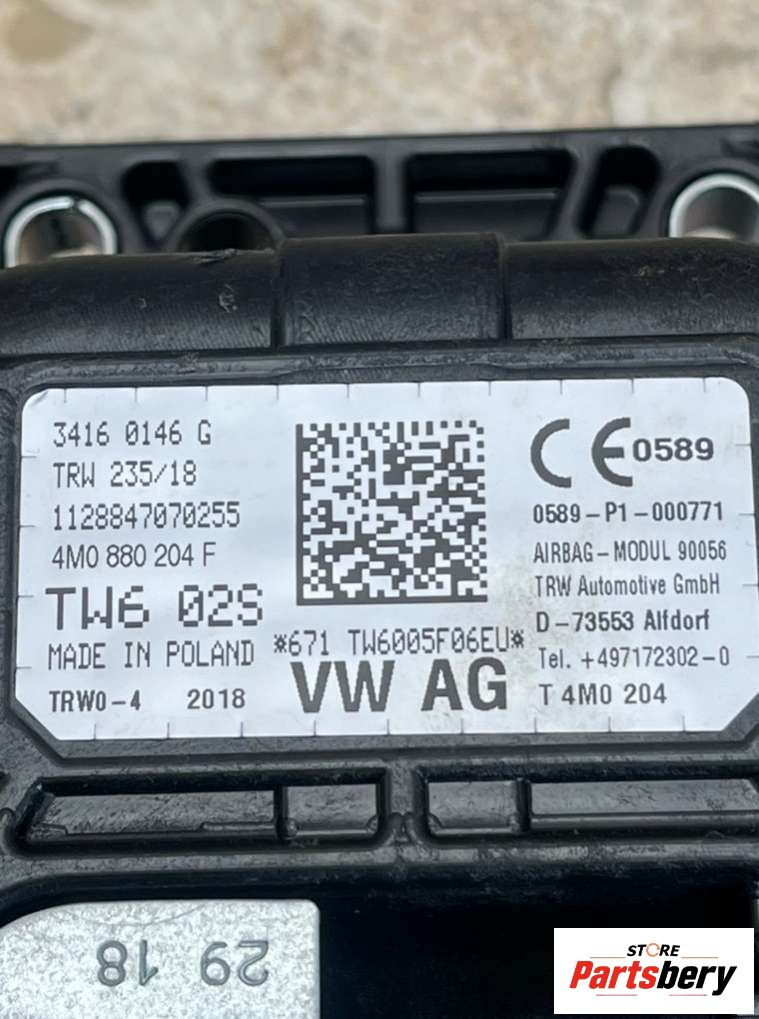 3416 0146 G
TRW 235/18
1128847070255
4M0 880 204 F
TW6 02S
MADE IN POLAND
*671 TW6005F06EU*
TRWO-4 2018
VW AG
CE 0589
0589-P1-000771
AIRBAG-MODUL 90056
TRW Automotive GmbH
D-73553 Alfdorf
Tel. +497172302-0
T 4M0 204
29 18
STORE
Partsbery